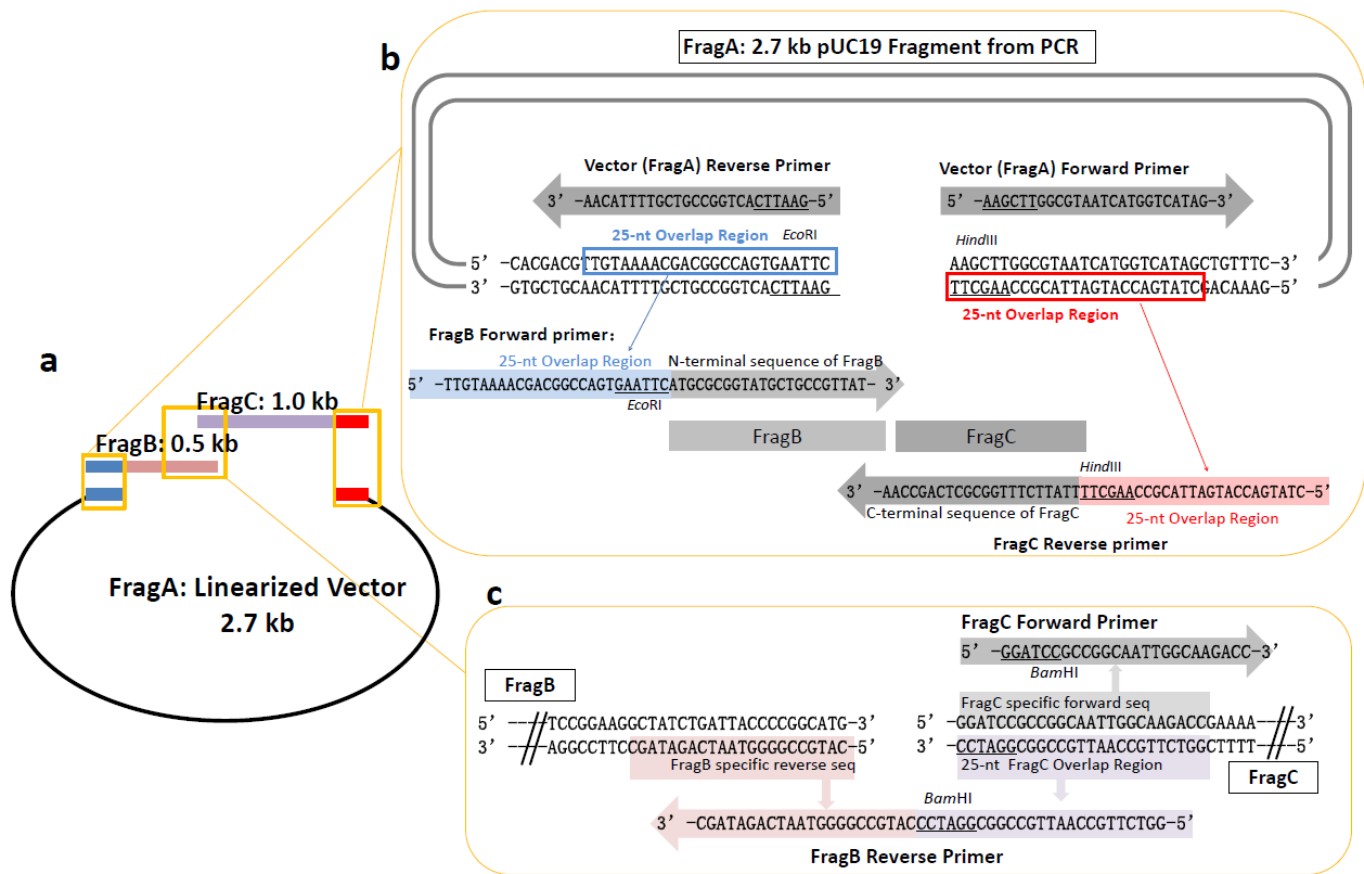 b
FragA: 2.7 kb pUC19 Fragment from PCR
Vector (FragA) Reverse Primer
3’ -AACATTTTGCTGCCGGTCACTTAAG-5’
Vector (FragA) Forward Primer
5’ -AAGCTTGGCGTAATCATGGTCATAG-3’
25-nt Overlap Region
EcoRI
HindIII
5’ -CACGACGTTGTAAAACGACGGCCAGTGAATTC
3’ -GTGCTGCAACATTTTGCTGCCGGTCACTTAAG
AAGCTTGGCGTAATCATGGTCATAGCTGTTTC-3’
TTCGAACCGCATTAGTACCAGTATCGACAAAG-5’
25-nt Overlap Region
FragB Forward primer:
25-nt Overlap Region
N-terminal sequence of FragB
5’ -TTGTAAAACGACGGCCAGTGAATTCATGCGCGGTATGCTGCCGTTAT- 3’
EcoRI
FragB
FragC
HindIII
3’ -AACCGACTCGCGGTTTCTTATTTTCGAACCGCATTAGTACCAGTATC-5’
C-terminal sequence of FragC
25-nt Overlap Region
FragC Reverse primer
a
FragC: 1.0 kb
FragB: 0.5 kb
FragA: Linearized Vector
2.7 kb
c
FragC Forward Primer
5’ -GGATCCGCCGGCAATTGGCAAGACC-3’
BamHI
FragB
FragC specific forward seq
5’ --//-TCCGGAAGGCTATCTGATTACCCCGGCATG-3’
3’ --//-AGGCCTTCCGATAGACTAATGGGGCCGTAC-5’
FragB specific reverse seq
5’ -GGATCCGCCGGCAATTGGCAAGACCGAAAA--//--3’
3’ -CCTAGGCGGCCGTTAACCGTTCTGGCTTTT--//--5’
25-nt FragC Overlap Region
FragC
BamHI
3’ -CGATAGACTAATGGGGCCGTACCCTAGGCGGCCGTTAACCGTTCTGG-5’
FragB Reverse Primer